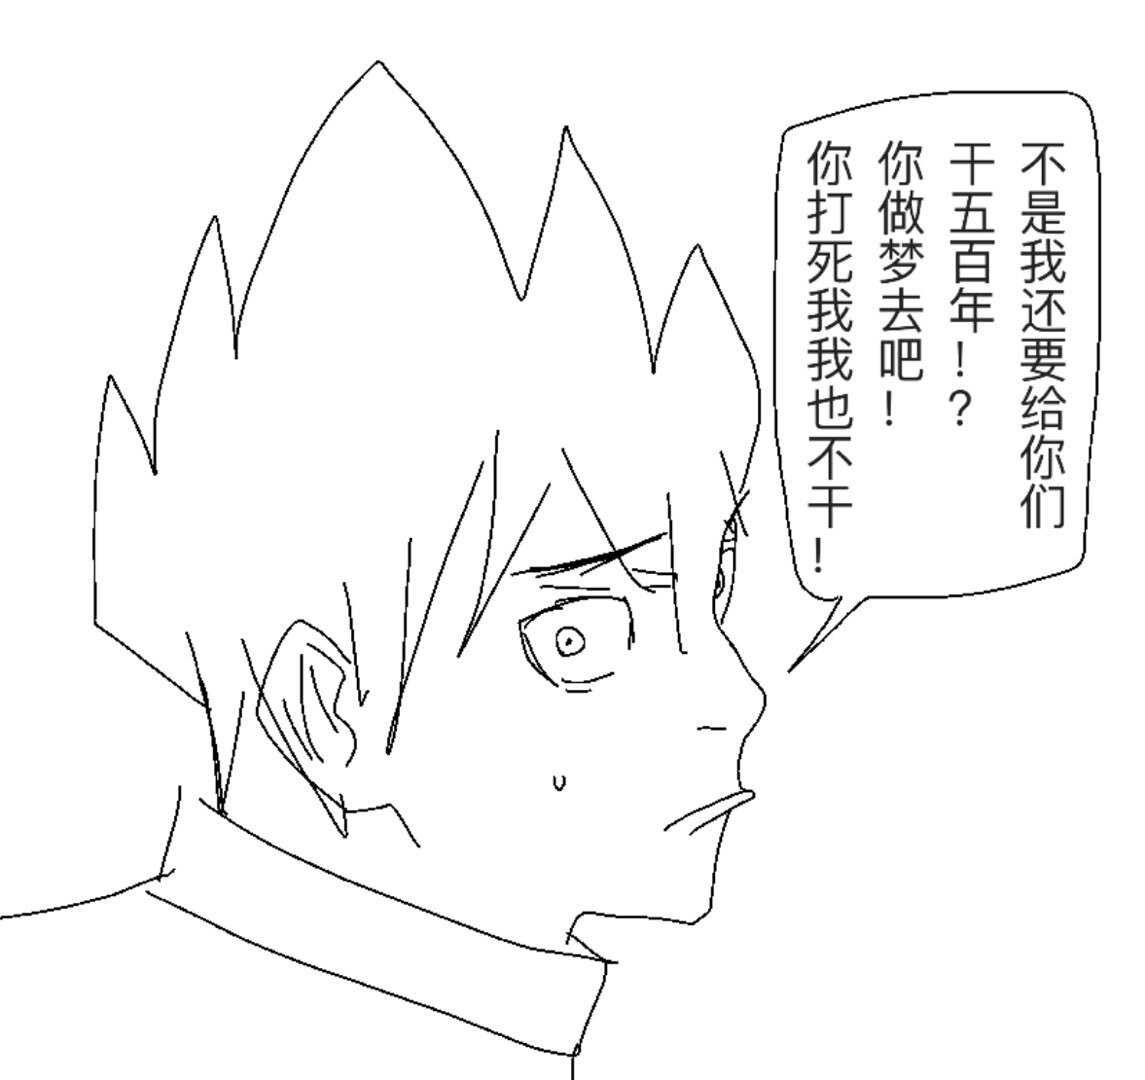 不是我还要给你们
干五百年！？
你做梦去吧！
你打死我我也不干！